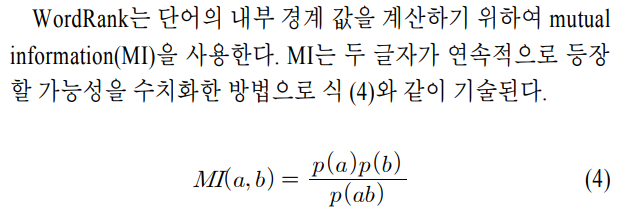 WordRank는 단어의 내부 경계 값을 계산하기 위하여 mutual
information(MI)을 사용한다. MI는 두 글자가 연속적으로 등장
할 가능성을 수치화한 방법으로 식 (4)와 같이 기술된다.
MI(a, b) = p(a)p(b) / p(ab) (4)